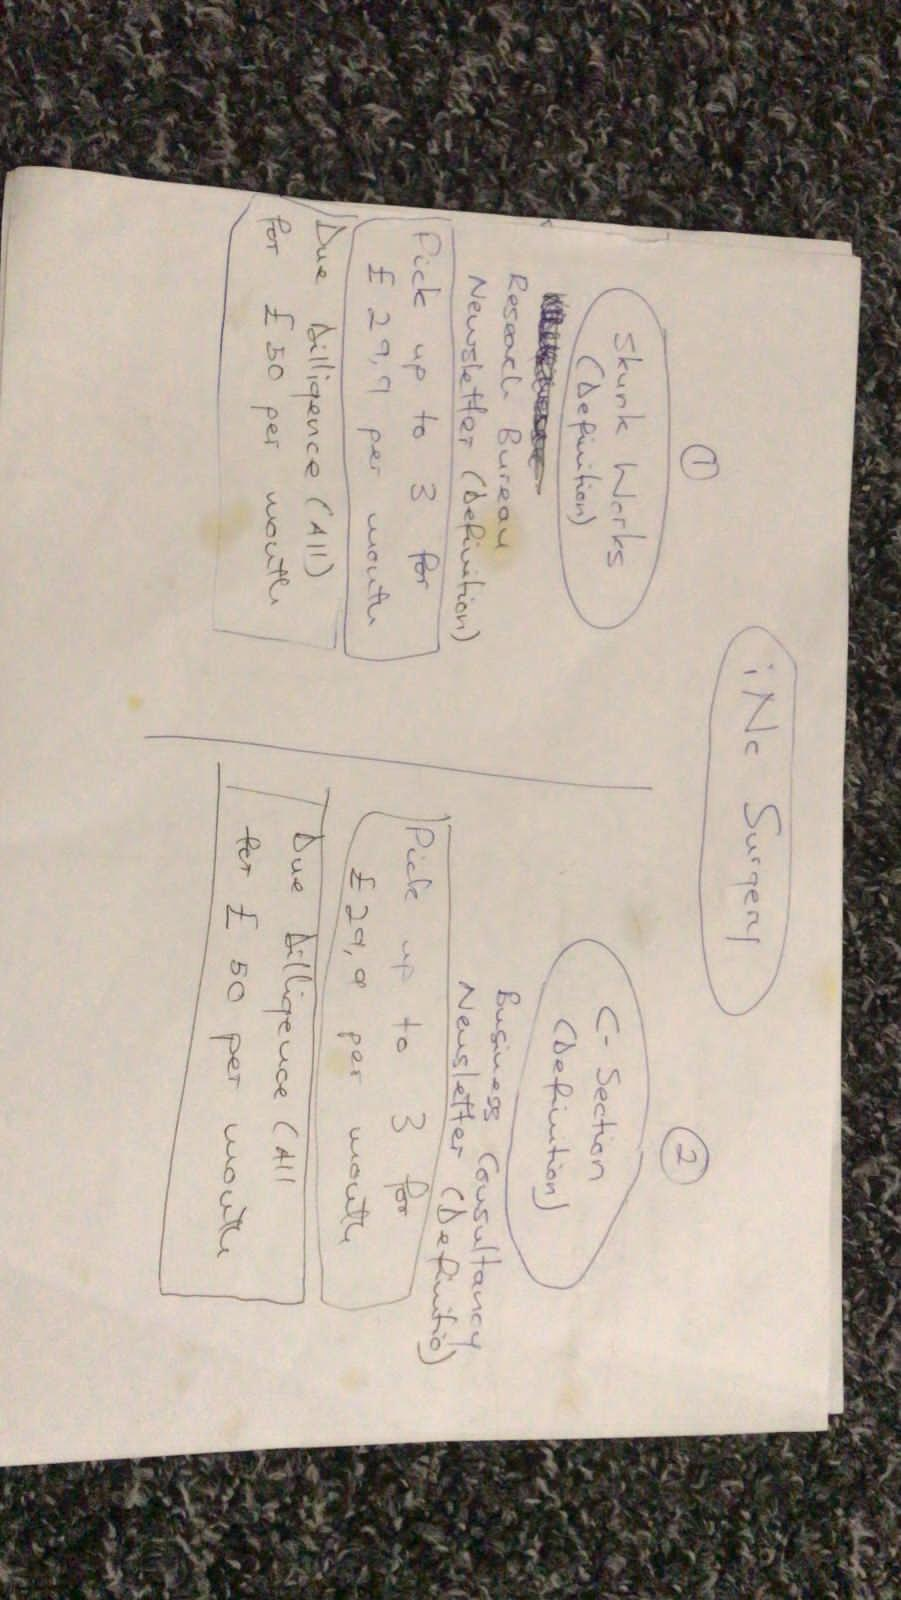 iNc Surgery
①
Skunk Works
(Definition)
Research Bureau
Newsletter (Definition)
Pick up to 3 for
£ 29,9 per month
Due Dilligence (All)
for £ 50 per month
②
C-Section
(Definition)
Business Consultancy
Newsletter (Definitio)
Pick up to 3 for
£ 29,9 per month
Due Dilligence (All
for £ 50 per month